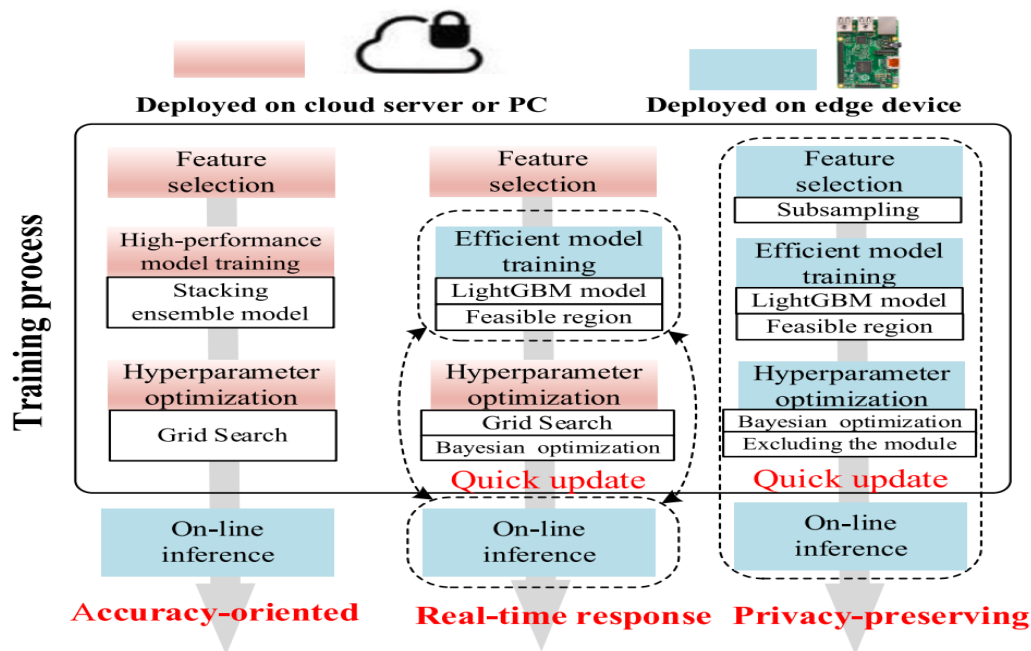 Deployed on cloud server or PC
Deployed on edge device
Training process
Feature
selection
High-performance
model training
Stacking
ensemble model
Hyperparameter
optimization
Grid Search
On-line
inference
Accuracy-oriented
Feature
selection
Efficient model
training
LightGBM model
Feasible region
Hyperparameter
optimization
Grid Search
Bayesian optimization
Quick update
On-line
inference
Real-time response
Feature
selection
Subsampling
Efficient model
training
LightGBM model
Feasible region
Hyperparameter
optimization
Bayesian optimization
Excluding the module
Quick update
On-line
inference
Privacy-preserving